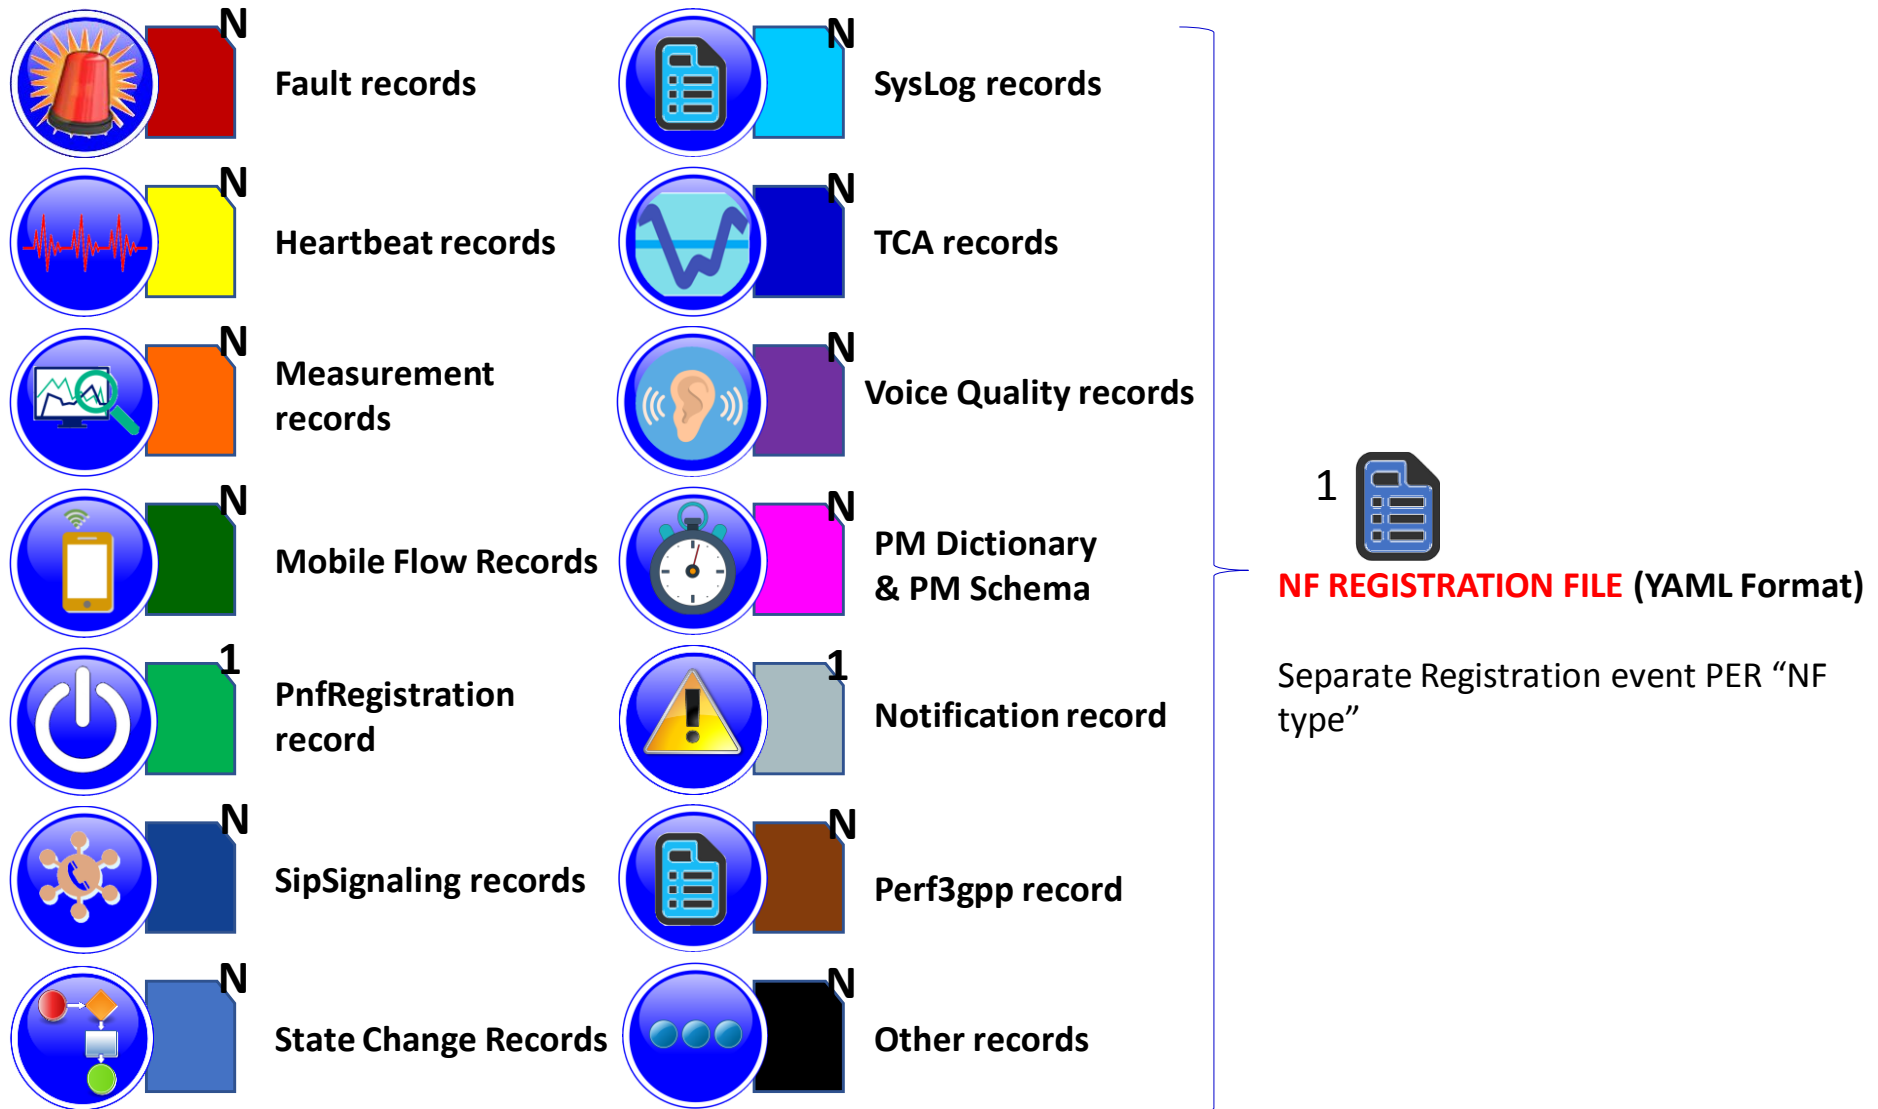 N
Fault records
N
Heartbeat records
N
Measurement
records
N
Mobile Flow Records
1
PnfRegistration
record
N
SipSignaling records
N
State Change Records
N
SysLog records
N
TCA records
N
Voice Quality records
N
PM Dictionary
& PM Schema
1
Notification record
N
Perf3gpp record
N
Other records
1
NF REGISTRATION FILE (YAML Format)
Separate Registration event PER “NF
type”